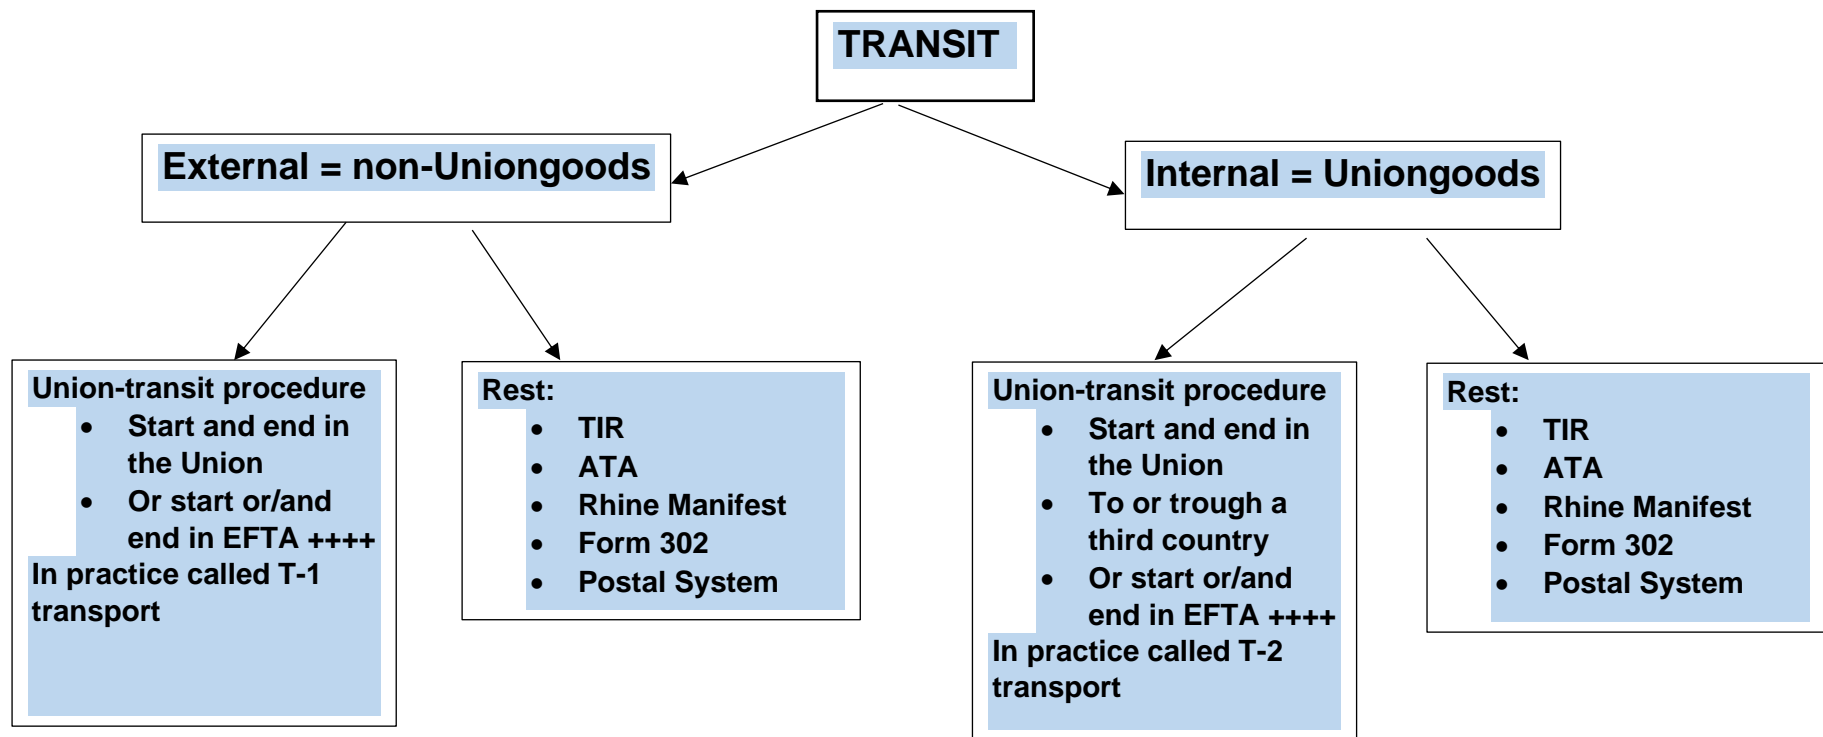 TRANSIT
External = non-Uniongoods
Internal = Uniongoods
Union-transit procedure
• Start and end in
the Union
• Or start or/and
end in EFTA ++++
In practice called T-1
transport
Rest:
• TIR
• ATA
• Rhine Manifest
• Form 302
• Postal System
Union-transit procedure
• Start and end in
the Union
• To or trough a
third country
• Or start or/and
end in EFTA ++++
In practice called T-2
transport
Rest:
• TIR
• ATA
• Rhine Manifest
• Form 302
• Postal System